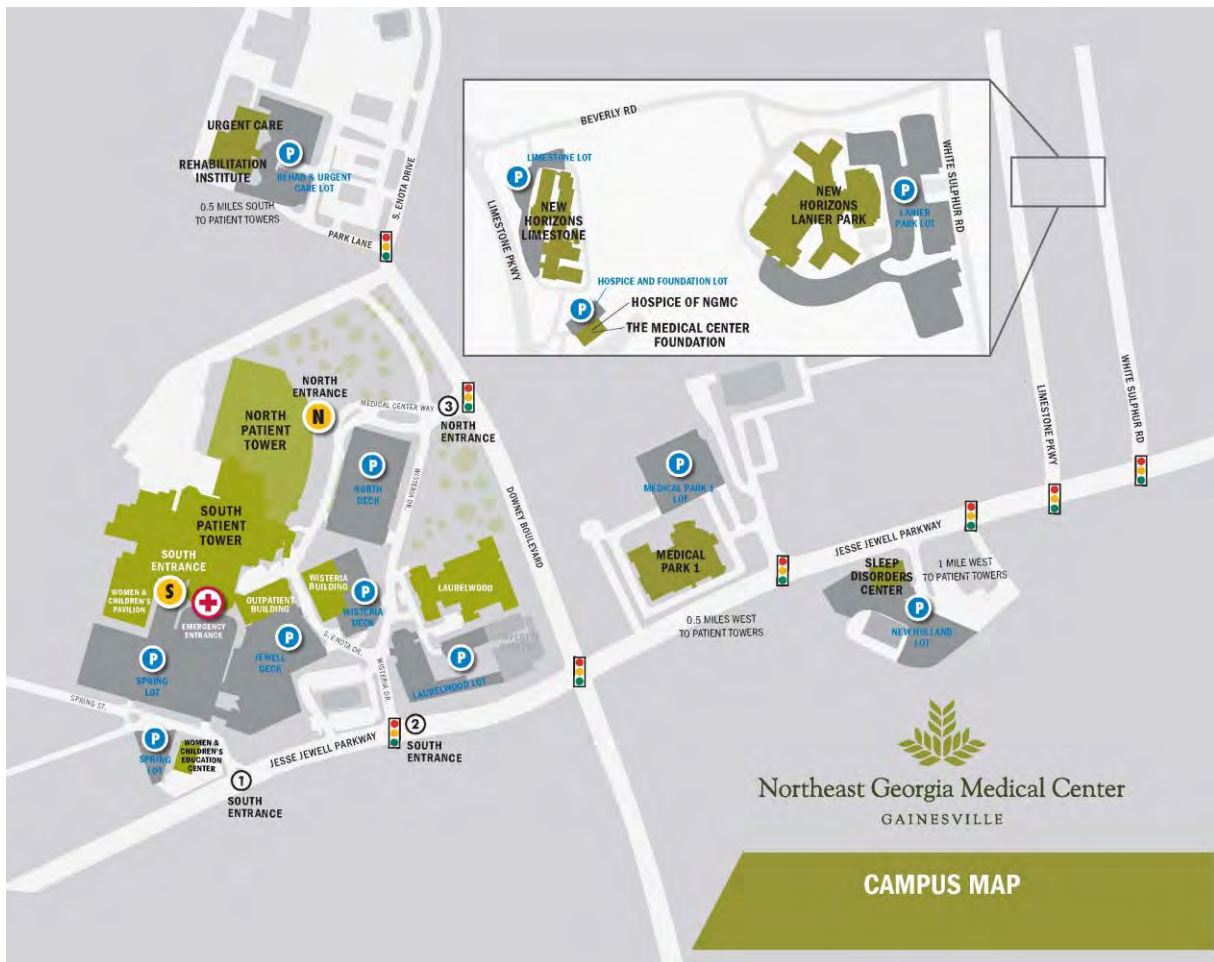 URGENT CARE
P
REHABILITATION
INSTITUTE
REHAB & URGENT
CARE LOT
0.5 MILES SOUTH
TO PATIENT TOWERS
S. ENOTA DRIVE
PARK LANE
BEVERLY RD
LIMESTONE LOT
P
NEW
HORIZONS
LIMESTONE
LIMESTONE PKWY
NEW
HORIZONS
LANIER PARK
P
LANIER
PARK LOT
WHITE SULPHUR RD
HOSPICE AND FOUNDATION LOT
P
HOSPICE OF NGMC
THE MEDICAL CENTER
FOUNDATION
NORTH
ENTRANCE
N
NORTH
PATIENT
TOWER
MEDICAL CENTER WAY
3
NORTH
ENTRANCE
P
NORTH
DECK
WISTERIA DR.
DOWNEY BOULEVARD
SOUTH
PATIENT
TOWER
SOUTH
ENTRANCE
S
WOMEN &
CHILDREN'S
PAVILION
EMERGENCY
ENTRANCE
OUTPATIENT
BUILDING
WISTERIA
BUILDING
P
WISTERIA
DECK
LAURELWOOD
P
JEWELL
DECK
S. ENOTA DR.
WISTERIA DR.
P
LAURELWOOD LOT
P
SPRING
LOT
SPRING ST.
P
SPRING
LOT
WOMEN &
CHILDREN'S
EDUCATION
CENTER
1
SOUTH
ENTRANCE
JESSE JEWELL PARKWAY
2
SOUTH
ENTRANCE
P
MEDICAL PARK 1
LOT
MEDICAL
PARK 1
0.5 MILES WEST
TO PATIENT TOWERS
JESSE JEWELL PARKWAY
LIMESTONE PKWY
WHITE SULPHUR RD
SLEEP
DISORDERS
CENTER
1 MILE WEST
TO PATIENT TOWERS
P
NEW HOLLAND
LOT
Northeast Georgia Medical Center
GAINESVILLE
CAMPUS MAP